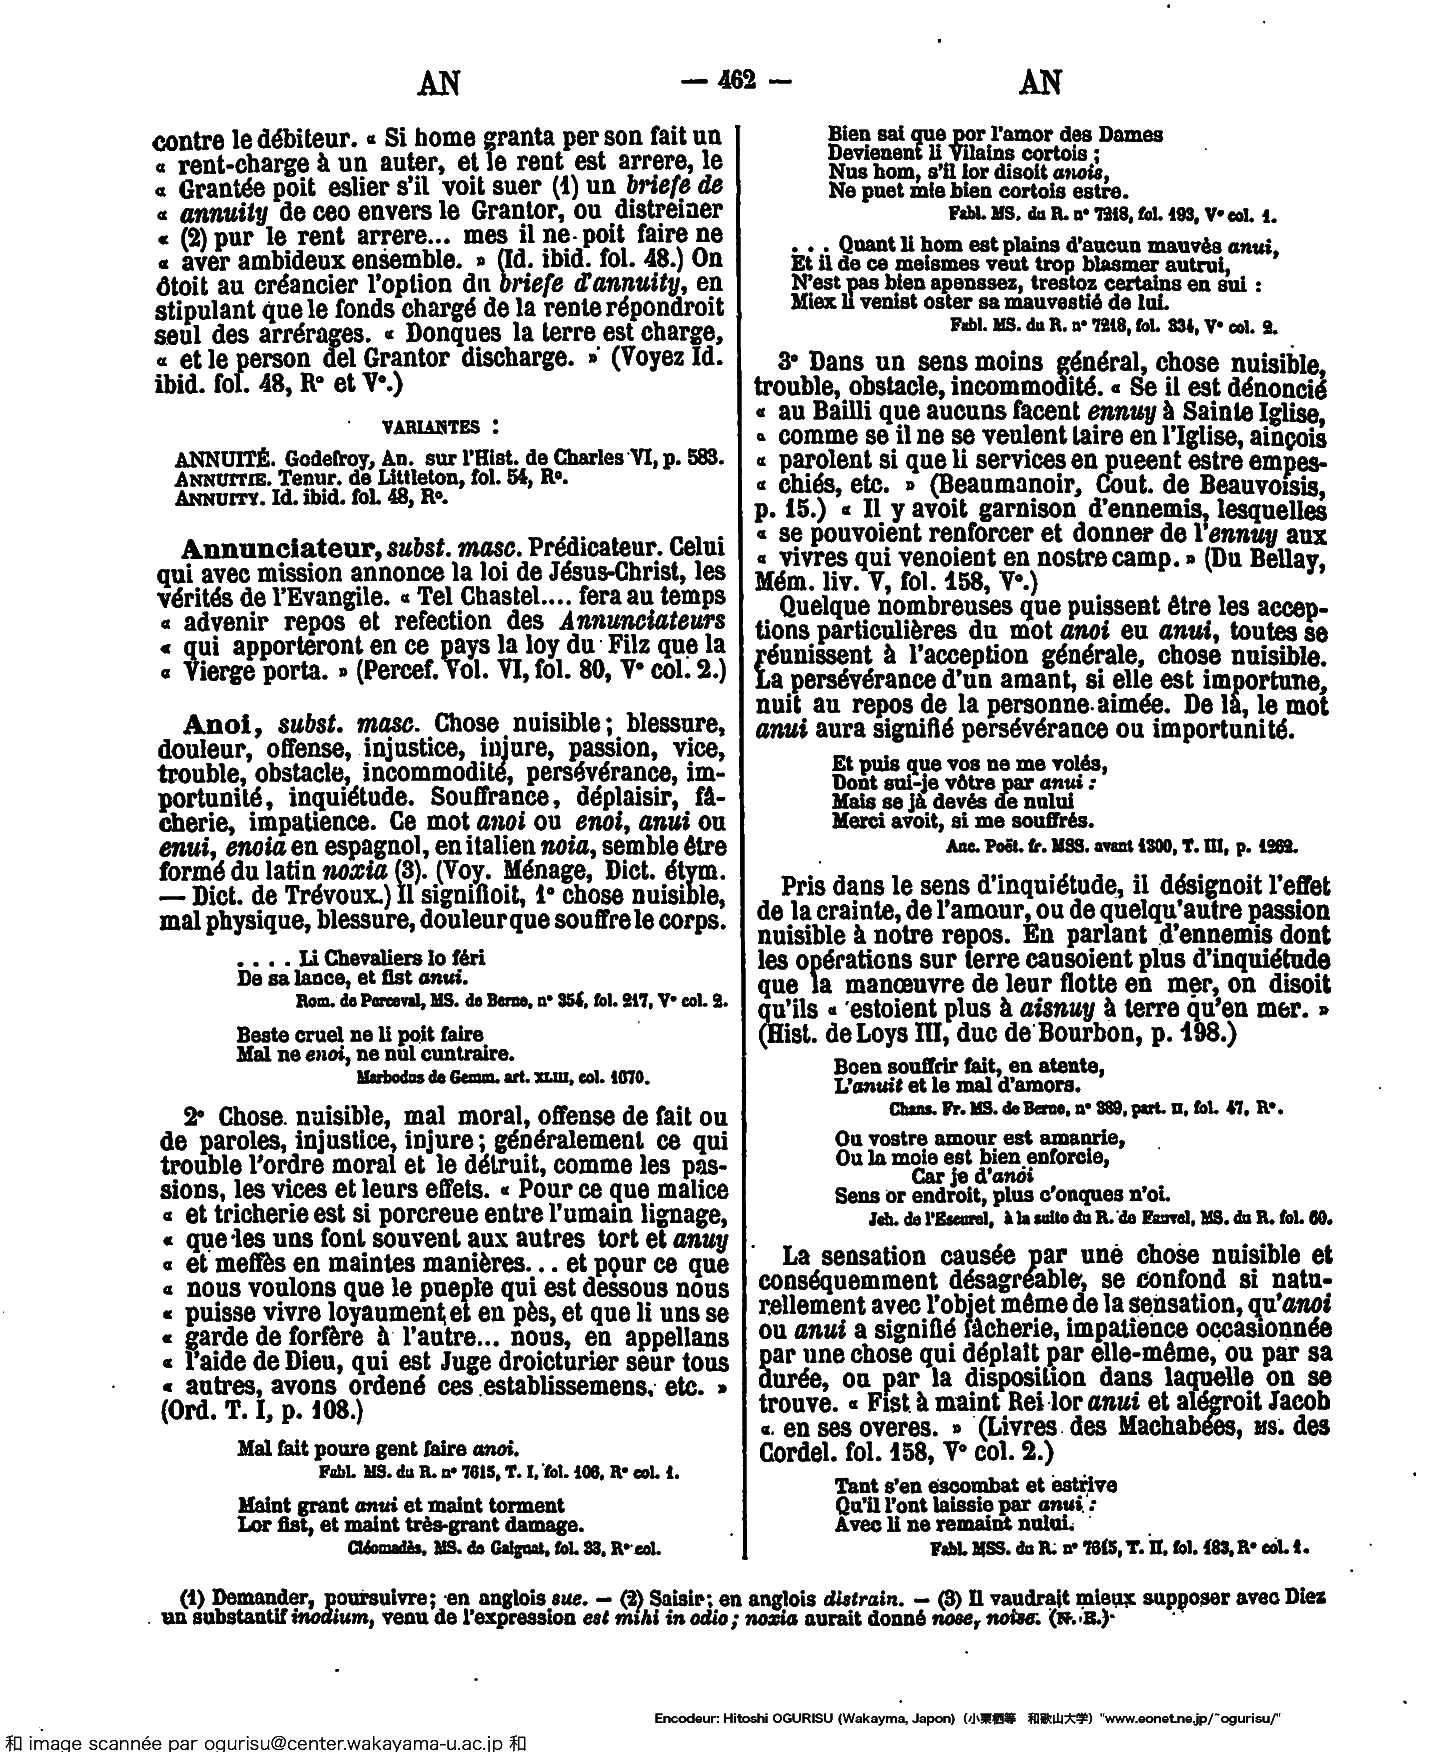 AN
— 462 —
AN
contre le débiteur. « Si home granta per son fait un
« rent-charge à un auter, et le rent est arrere, le
« Grantée poit eslier s'il voit suer (1) un briefe de
« annuity de ceo envers le Grantor, ou distreiner
« (2) pur le rent arrere... mes il ne poit faire ne
« aver ambideux ensemble. » (Id. ibid. fol. 48.) On
ôtoit au créancier l'option du briefe d'annuity, en
stipulant que le fonds chargé de la rente répondroit
seul des arrérages. « Donques la terre est charge,
« et le person del Grantor discharge. » (Voyez Id.
ibid. fol. 48, R° et V°.)
VARIANTES :
ANNUITÉ. Godefroy, An. sur l'Hist. de Charles VI, p. 583.
ANNUITIE. Tenur. de Littleton, fol. 54, R°.
ANNUITY. Id. ibid. fol. 48, R°.
Annunciateur, subst. masc. Prédicateur. Celui
qui avec mission annonce la loi de Jésus-Christ, les
vérités de l'Evangile. « Tel Chastel.... fera au temps
« advenir repos et refection des Annunciateurs
« qui apporteront en ce pays la loy du Filz que la
« Vierge porta. » (Percef. Vol. VI, fol. 80, V° col. 2.)
Anoi, subst. masc. Chose nuisible ; blessure,
douleur, offense, injustice, injure, passion, vice,
trouble, obstacle, incommodité, persévérance, im-
portunité, inquiétude. Souffrance, déplaisir, fâ-
cherie, impatience. Ce mot anoi ou enoi, anui ou
enui, enoia en espagnol, en italien noia, semble être
formé du latin noxia (3). (Voy. Ménage, Dict. étym.
— Dict. de Trévoux.) Il signifioit, 1° chose nuisible,
mal physique, blessure, douleur que souffre le corps.
. . . . Li Chevaliers lo féri
De sa lance, et fist anui.
Rom. de Perceval, MS. de Berne, n° 354, fol. 217, V° col. 2.
Beste cruel ne li poit faire
Mal ne enoi, ne nul cuntraire.
Marbodus de Gemm. art. XLIII, col. 1670.
2° Chose nuisible, mal moral, offense de fait ou
de paroles, injustice, injure ; généralement ce qui
trouble l'ordre moral et le détruit, comme les pas-
sions, les vices et leurs effets. « Pour ce que malice
« et tricherie est si porcreue entre l'umain lignage,
« que les uns font souvent aux autres tort et anuy
« et meffès en maintes manières... et pour ce que
« nous voulons que le pueple qui est dessous nous
« puisse vivre loyaument et en pès, et que li uns se
« garde de forfère à l'autre... nous, en appellans
« l'aide de Dieu, qui est Juge droicturier seur tous
« autres, avons ordené ces establissemens, etc. »
(Ord. T. I, p. 108.)
Mal fait poure gent faire anoi.
Fabl. MS. du R. n° 7615, T. I, fol. 106, R° col. 1.
Maint grant anui et maint torment
Lor fist, et maint très-grant damage.
Cléomadès, MS. de Gaignat, fol. 33, R° col.
Bien sai que por l'amor des Dames
Devienent li Vilains cortois ;
Nus hom, s'il lor disoit anois,
Ne puet mie bien cortois estre.
Fabl. MS. du R. n° 7218, fol. 193, V° col. 1.
. . . Quant li hom est plains d'aucun mauvès anui,
Et il de ce meismes veut trop blasmer autrui,
N'est pas bien apenssez, trestoz certains en sui :
Miex li venist oster sa mauvestié de lui.
Fabl. MS. du R. n° 7218, fol. 334, V° col. 2.
3° Dans un sens moins général, chose nuisible,
trouble, obstacle, incommodité. « Se il est dénoncié
« au Bailli que aucuns facent ennuy à Sainte Iglise,
« comme se il ne se veulent taire en l'Iglise, ainçois
« parolent si que li services en pueent estre empes-
« chiés, etc. » (Beaumanoir, Cout. de Beauvoisis,
p. 15.) « Il y avoit garnison d'ennemis, lesquelles
« se pouvoient renforcer et donner de l'ennuy aux
« vivres qui venoient en nostre camp. » (Du Bellay,
Mém. liv. V, fol. 158, V°.)
Quelque nombreuses que puissent être les accep-
tions particulières du mot anoi eu anui, toutes se
réunissent à l'acception générale, chose nuisible.
La persévérance d'un amant, si elle est importune,
nuit au repos de la personne aimée. De là, le mot
anui aura signifié persévérance ou importunité.
Et puis que vos ne me volés,
Dont sui-je vôtre par anui :
Mais se jà devés de nului
Merci avoit, si me souffrés.
Anc. Poët. fr. MSS. avant 1300, T. III, p. 1262.
Pris dans le sens d'inquiétude, il désignoit l'effet
de la crainte, de l'amour, ou de quelqu'autre passion
nuisible à notre repos. En parlant d'ennemis dont
les opérations sur terre causoient plus d'inquiétude
que la manœuvre de leur flotte en mer, on disoit
qu'ils « estoient plus à aisnuy à terre qu'en mer. »
(Hist. de Loys III, duc de Bourbon, p. 198.)
Boen souffrir fait, en atente,
L'anuit et le mal d'amors.
Chans. Fr. MS. de Berne, n° 389, part. II, fol. 47, R°.
Ou vostre amour est amanrie,
Ou la moie est bien enforcie,
Car je d'anoi
Sens or endroit, plus c'onques n'oi.
Jeh. de l'Escurel, à la suite du R. de Fauvel, MS. du R. fol. 60.
La sensation causée par une chose nuisible et
conséquemment désagréable, se confond si natu-
rellement avec l'objet même de la sensation, qu'anoi
ou anui a signifié fâcherie, impatience occasionnée
par une chose qui déplaît par elle-même, ou par sa
durée, ou par la disposition dans laquelle on se
trouve. « Fist à maint Rei lor anui et alégroit Jacob
« en ses overes. » (Livres des Machabées, MS. des
Cordel. fol. 158, V° col. 2.)
Tant s'en escombat et estrive
Qu'il l'ont laissie par anui :
Avec li ne remaint nului.
Fabl. MSS. du R. n° 7615, T. II, fol. 183, R° col. 1.
(1) Demander, poursuivre ; en anglois sue. — (2) Saisir ; en anglois distrain. — (3) Il vaudrait mieux supposer avec Diez
un substantif inodium, venu de l'expression est mihi in odio ; noxia aurait donné nose, noise. (N. E.)
Encodeur: Hitoshi OGURISU (Wakayma, Japon) (小栗栖等 和歌山大学) "www.eonet.ne.jp/~ogurisu/"
和 image scannée par ogurisu@center.wakayama-u.ac.jp 和